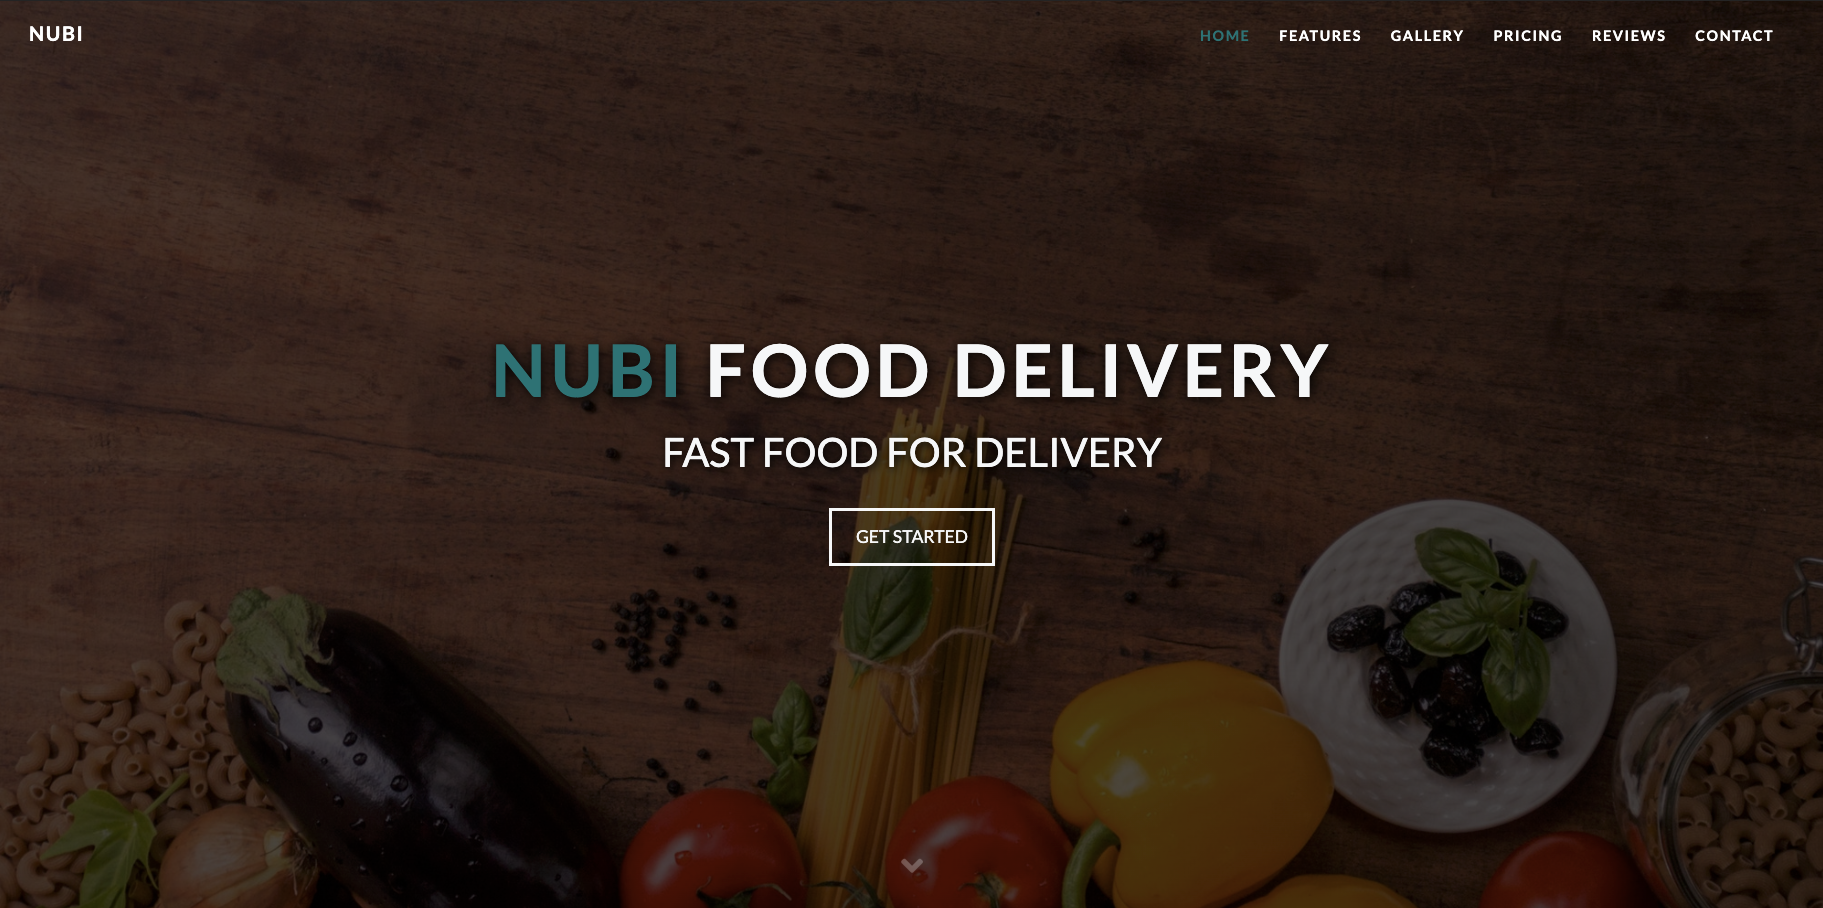 NUBI
HOME FEATURES GALLERY PRICING REVIEWS CONTACT
NUBI FOOD DELIVERY
FAST FOOD FOR DELIVERY
GET STARTED